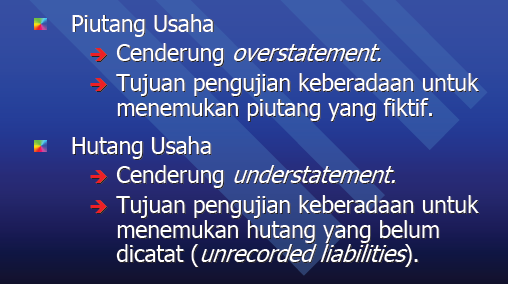 Piutang Usaha
Cenderung overstatement.
Tujuan pengujian keberadaan untuk
menemukan piutang yang fiktif.
Hutang Usaha
Cenderung understatement.
Tujuan pengujian keberadaan untuk
menemukan hutang yang belum
dicatat (unrecorded liabilities).